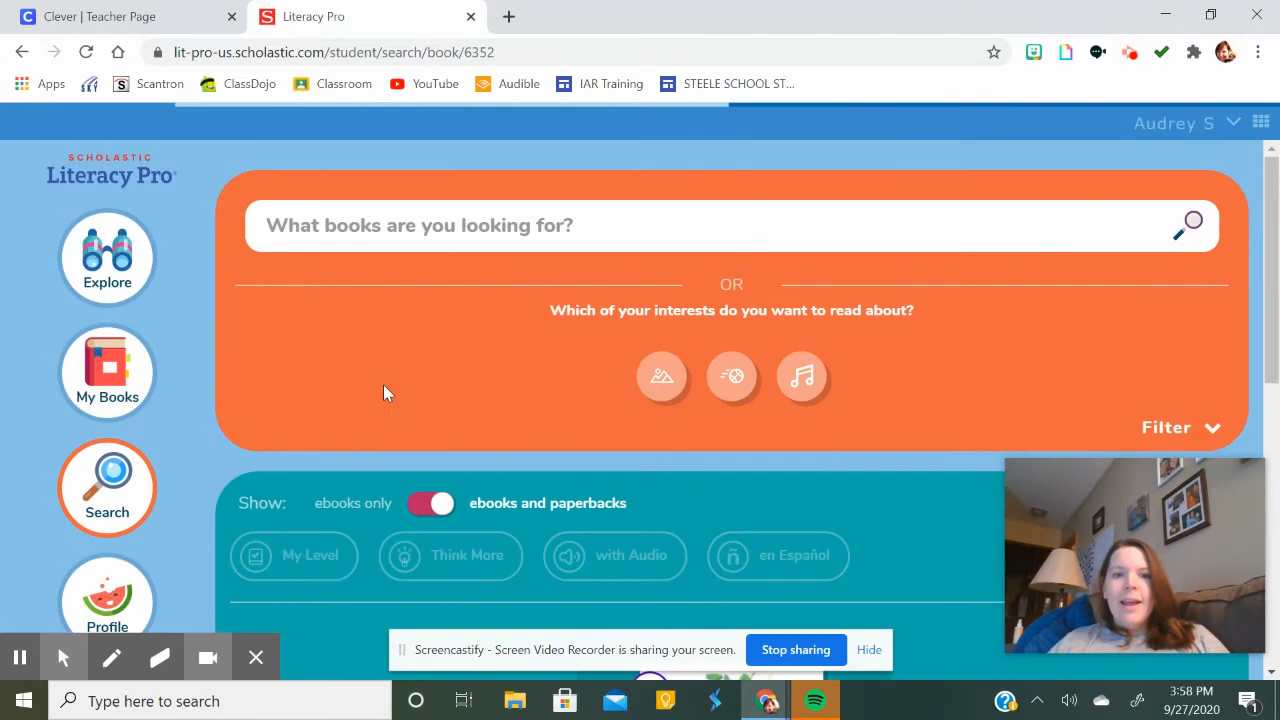 Clever | Teacher Page
Literacy Pro
lit-pro-us.scholastic.com/student/search/book/6352
Apps
Scantron
ClassDojo
Classroom
YouTube
Audible
IAR Training
STEELE SCHOOL ST...
Audrey S
SCHOLASTIC
Literacy Pro
Explore
My Books
Search
Profile
What books are you looking for?
OR
Which of your interests do you want to read about?
Filter
Show: ebooks only ebooks and paperbacks
My Level
Think More
with Audio
ñ en Español
Screencastify - Screen Video Recorder is sharing your screen.
Stop sharing
Hide
Type here to search
3:58 PM
9/27/2020